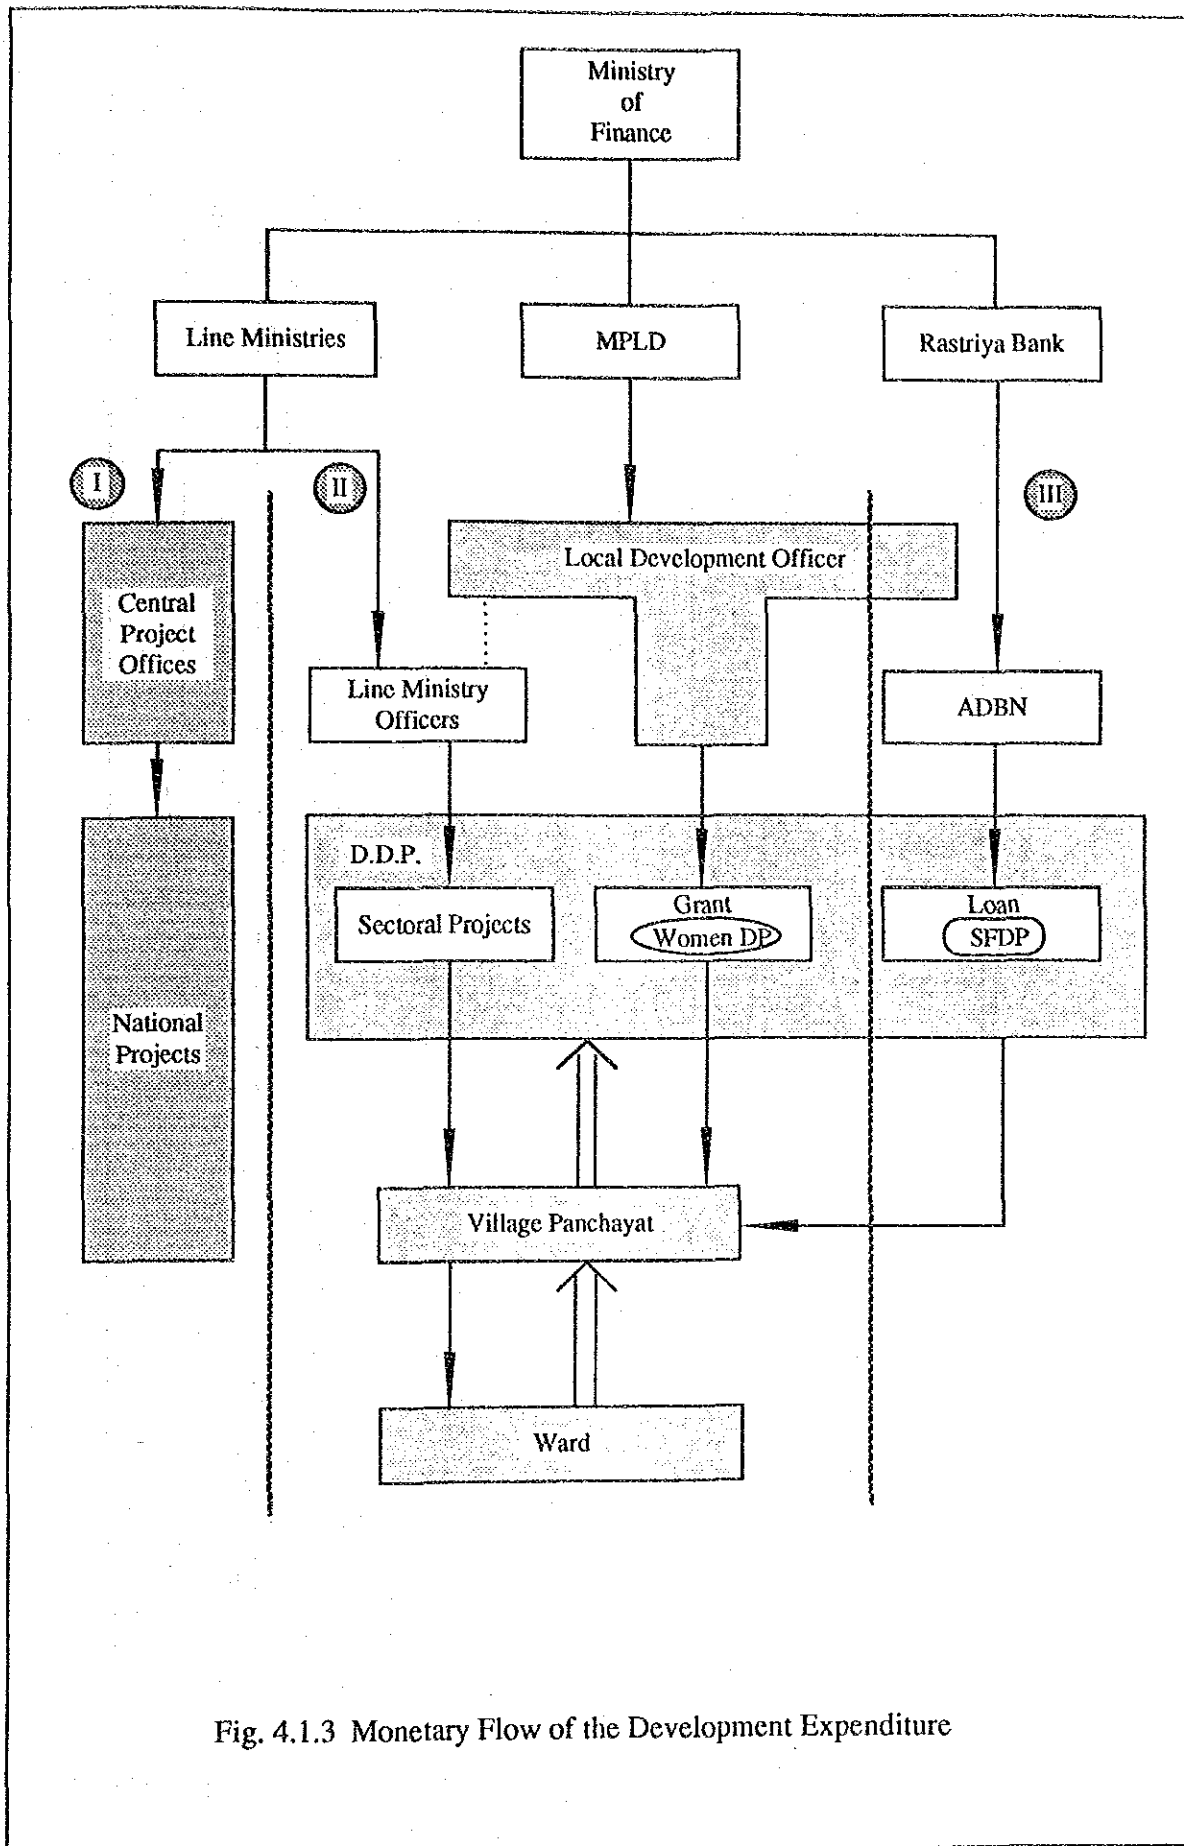 Ministry
of
Finance
Line Ministries
MPLD
Rastriya Bank
I
II
III
Local Development Officer
Central
Project
Offices
Line Ministry
Officers
ADBN
D.D.P.
Sectoral Projects
Grant
Women DP
Loan
SFDP
National
Projects
Village Panchayat
Ward
Fig. 4.1.3 Monetary Flow of the Development Expenditure